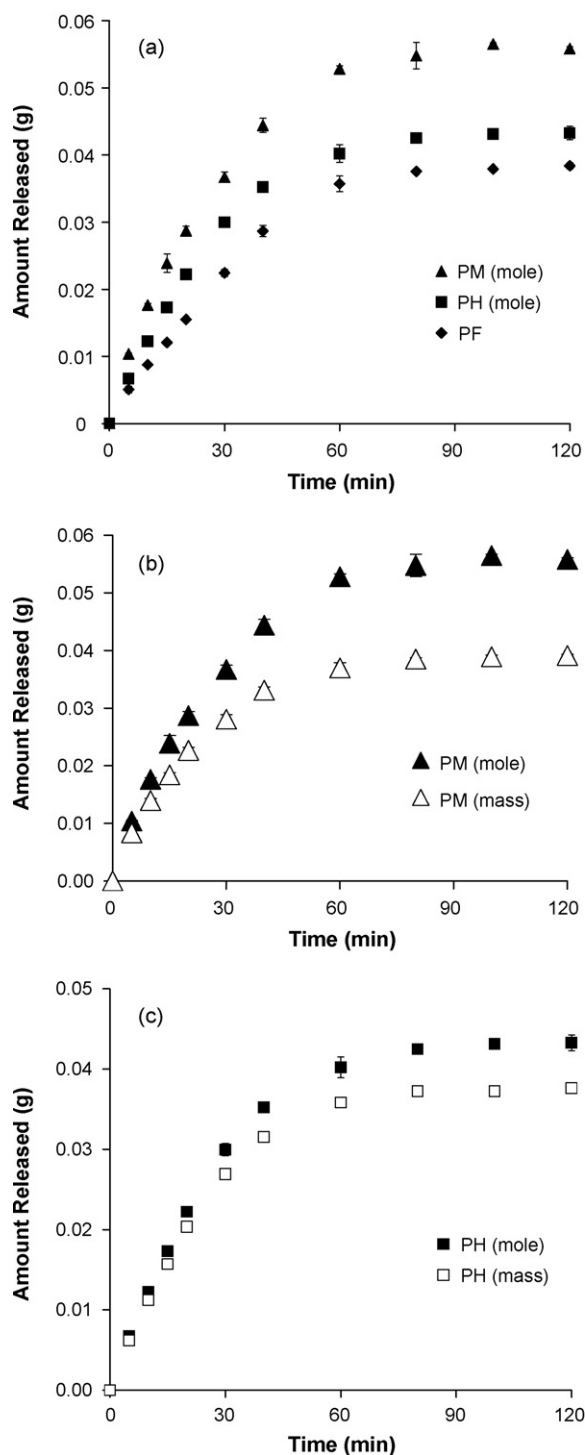 (a)
Amount Released (g)
0.06
0.05
0.04
0.03
0.02
0.01
0
PM (mole)
PH (mole)
PF
0 30 60 90 120
Time (min)
(b)
Amount Released (g)
0.06
0.05
0.04
0.03
0.02
0.01
0.00
PM (mole)
PM (mass)
0 30 60 90 120
Time (min)
(c)
Amount Released (g)
0.05
0.04
0.03
0.02
0.01
0.00
PH (mole)
PH (mass)
0 30 60 90 120
Time (min)